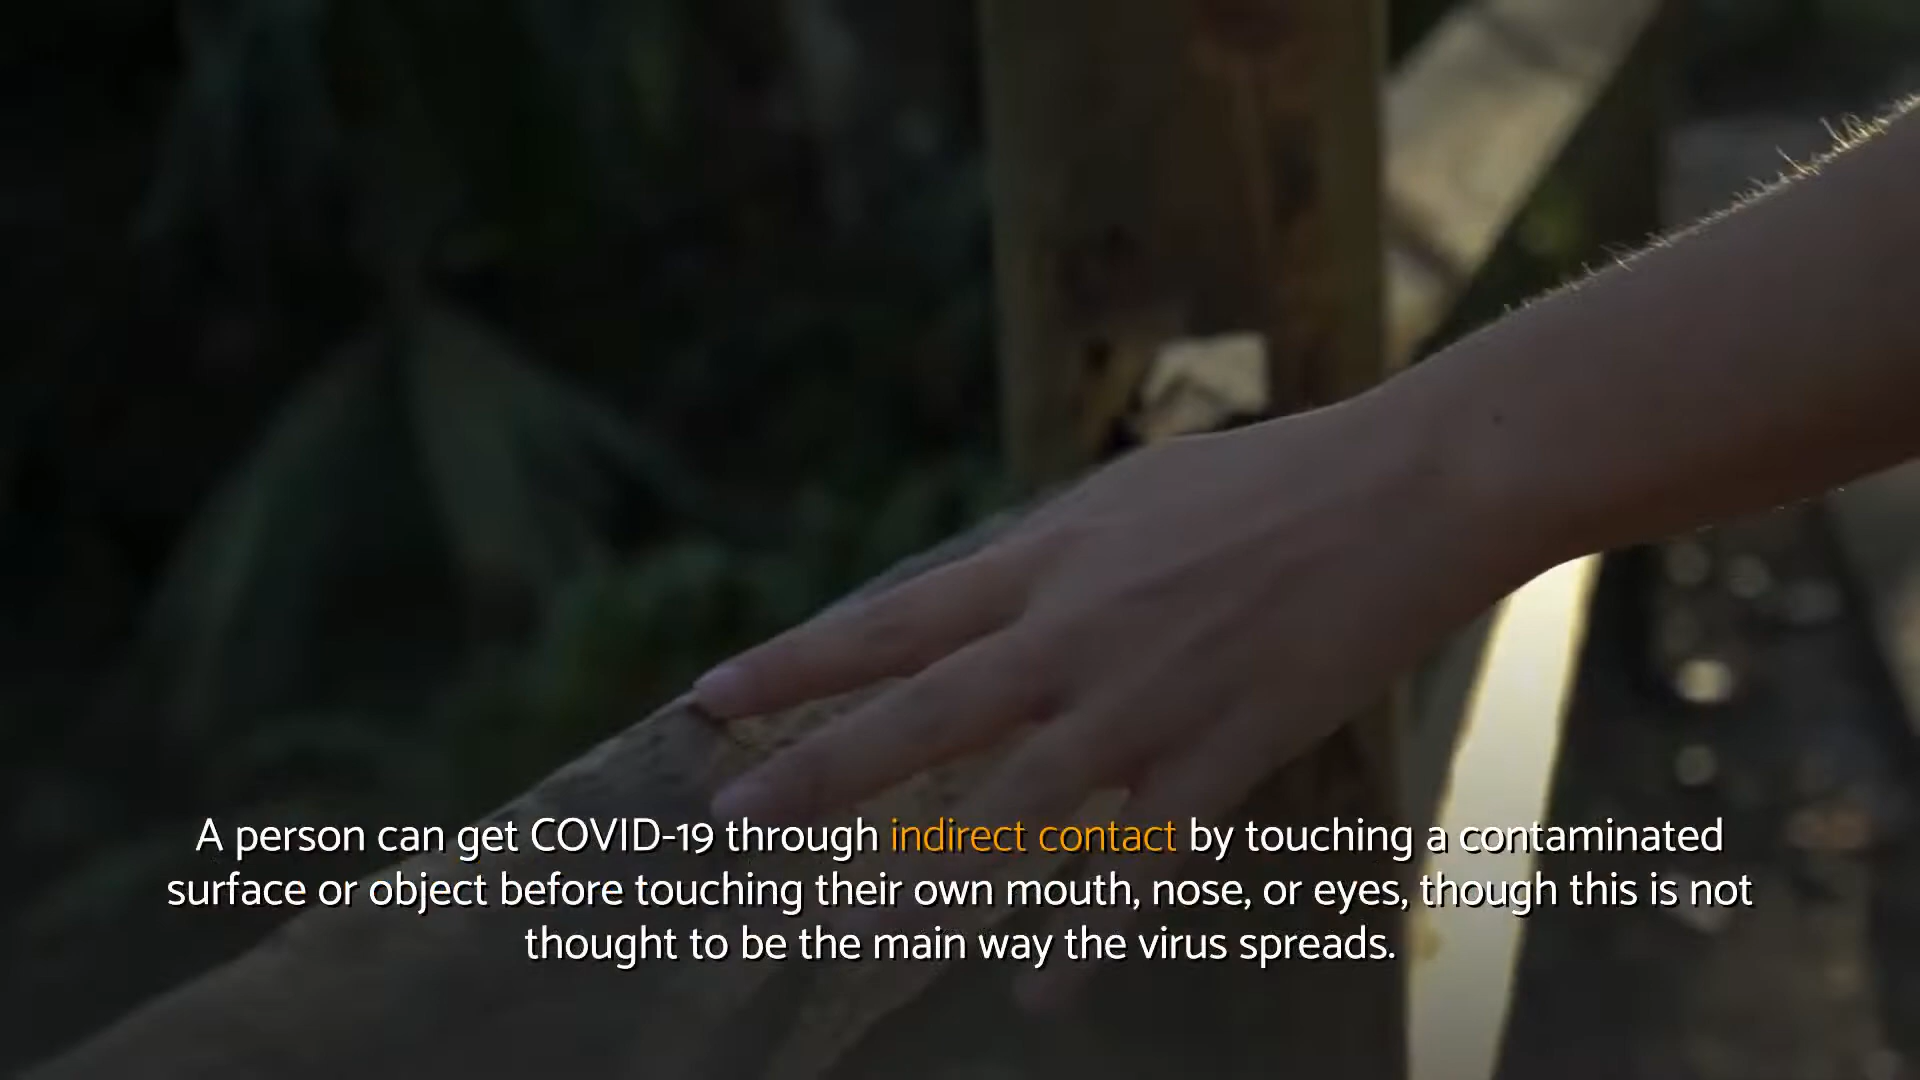 A person can get COVID-19 through indirect contact by touching a contaminated
surface or object before touching their own mouth, nose, or eyes, though this is not
thought to be the main way the virus spreads.